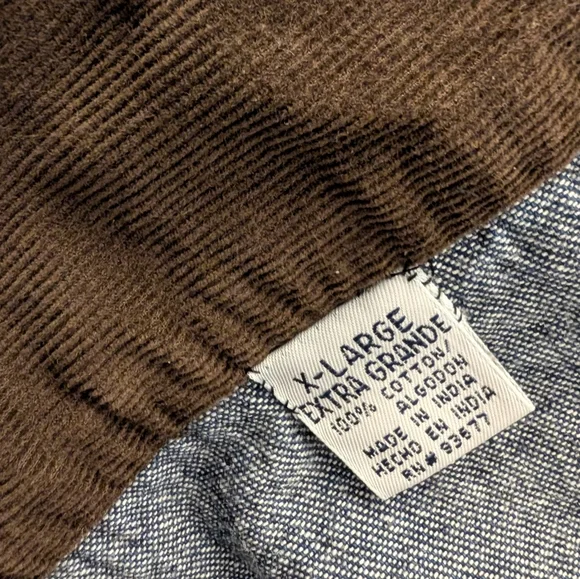 X-LARGE
EXTRA GRANDE
100% COTTON/
ALGODON
MADE IN INDIA
HECHO EN INDIA
RN# 93677